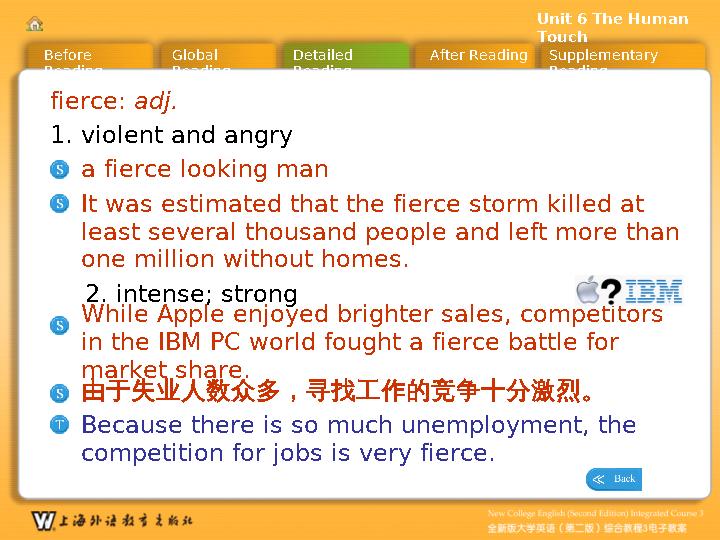 Unit 6 The Human
Touch
Before
Reading
Global
Reading
Detailed
Reading
After Reading
Supplementary
Reading
fierce: adj.
1. violent and angry
S a fierce looking man
S It was estimated that the fierce storm killed at
least several thousand people and left more than
one million without homes.
2. intense; strong
? IBM
S While Apple enjoyed brighter sales, competitors
in the IBM PC world fought a fierce battle for
market share.
S 由于失业人数众多，寻找工作的竞争十分激烈。
T Because there is so much unemployment, the
competition for jobs is very fierce.
≪ Back
W 上海外语教育出版社
New College English (Second Edition) Integrated Course 3
全新版大学英语（第二版）综合教程3电子教案